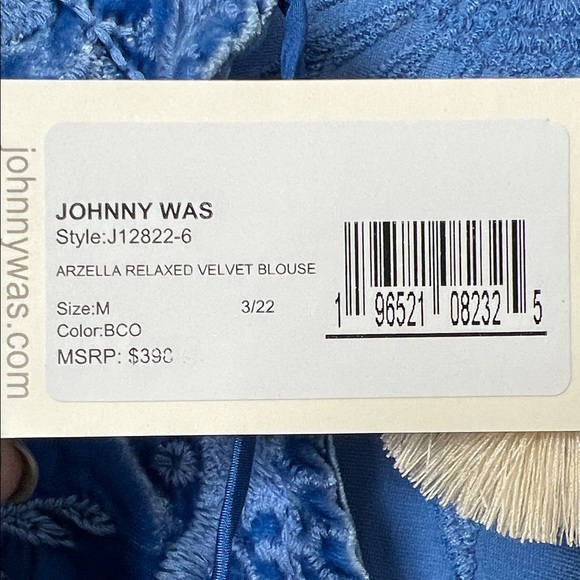 johnnywas.com
JOHNNY WAS
Style:J12822-6
ARZELLA RELAXED VELVET BLOUSE
Size:M 3/22
Color:BCO
MSRP: $398
1 96521 08232 5